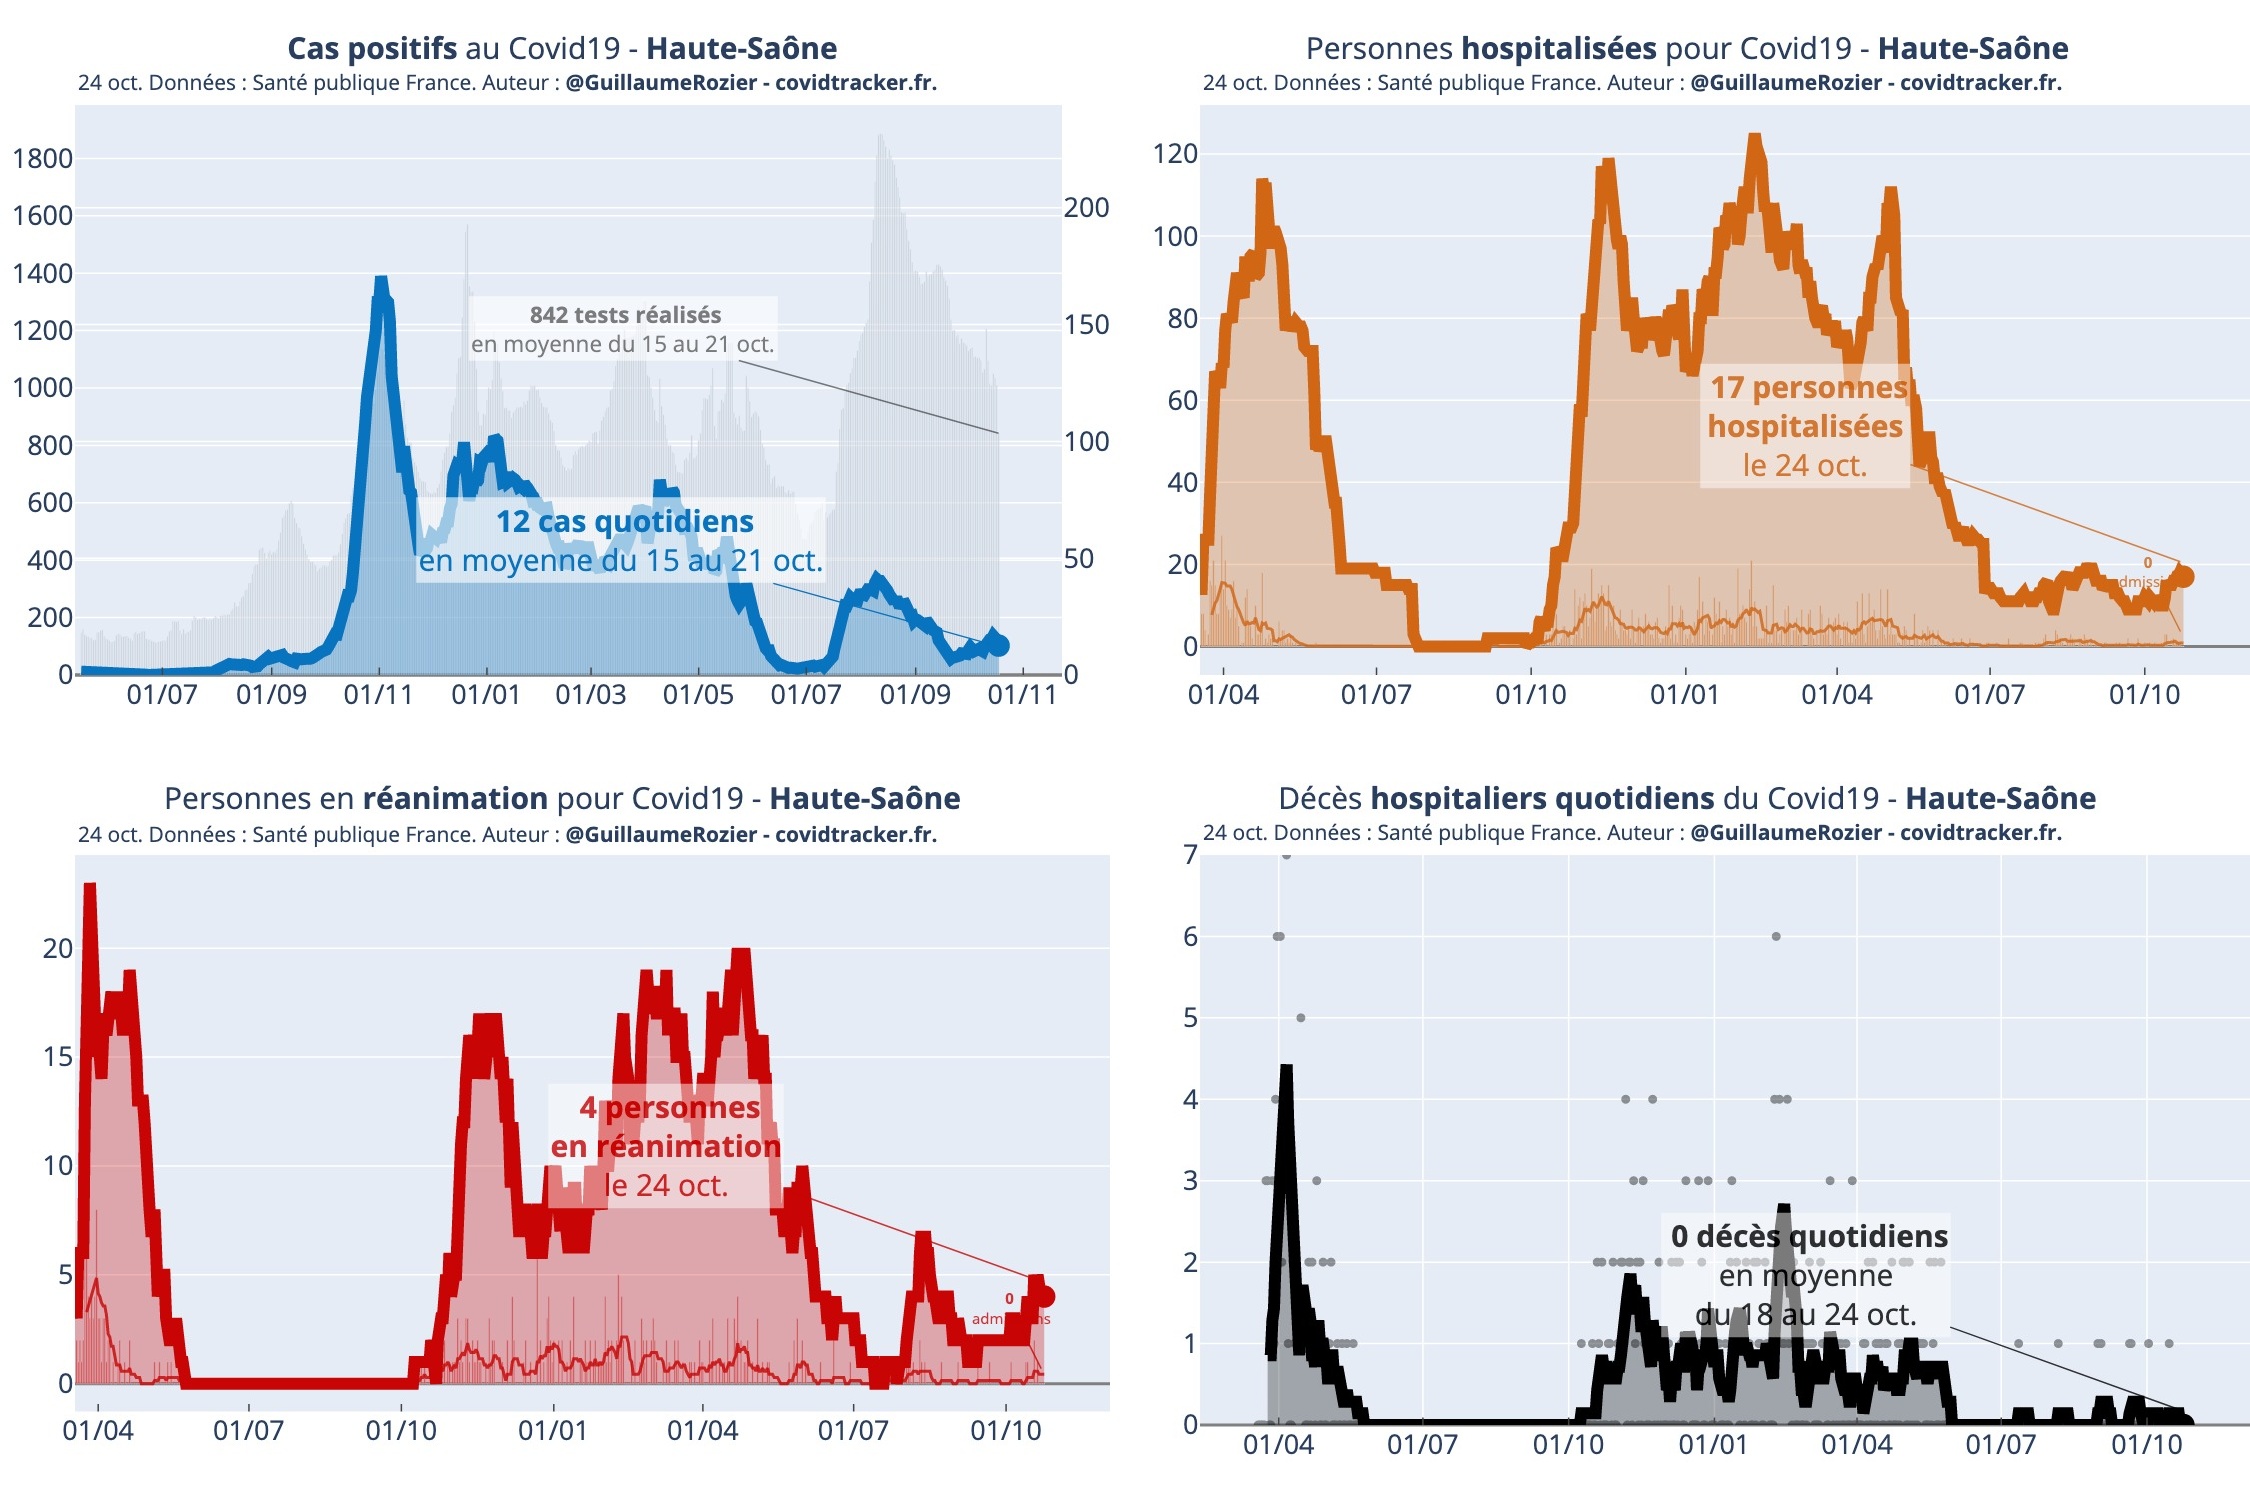 Cas positifs au Covid19 - Haute-Saône
24 oct. Données : Santé publique France. Auteur : @GuillaumeRozier - covidtracker.fr.
1800
1600
1400
1200
1000
800
600
400
200
0
200
150
100
50
0
842 tests réalisés
en moyenne du 15 au 21 oct.
12 cas quotidiens
en moyenne du 15 au 21 oct.
01/07 01/09 01/11 01/01 01/03 01/05 01/07 01/09 01/11
Personnes hospitalisées pour Covid19 - Haute-Saône
24 oct. Données : Santé publique France. Auteur : @GuillaumeRozier - covidtracker.fr.
120
100
80
60
40
20
0
17 personnes
hospitalisées
le 24 oct.
0
01/04 01/07 01/10 01/01 01/04 01/07 01/10
Personnes en réanimation pour Covid19 - Haute-Saône
24 oct. Données : Santé publique France. Auteur : @GuillaumeRozier - covidtracker.fr.
20
15
10
5
0
4 personnes
en réanimation
le 24 oct.
0
01/04 01/07 01/10 01/01 01/04 01/07 01/10
Décès hospitaliers quotidiens du Covid19 - Haute-Saône
24 oct. Données : Santé publique France. Auteur : @GuillaumeRozier - covidtracker.fr.
7
6
5
4
3
2
1
0
0 décès quotidiens
en moyenne
du 18 au 24 oct.
01/04 01/07 01/10 01/01 01/04 01/07 01/10